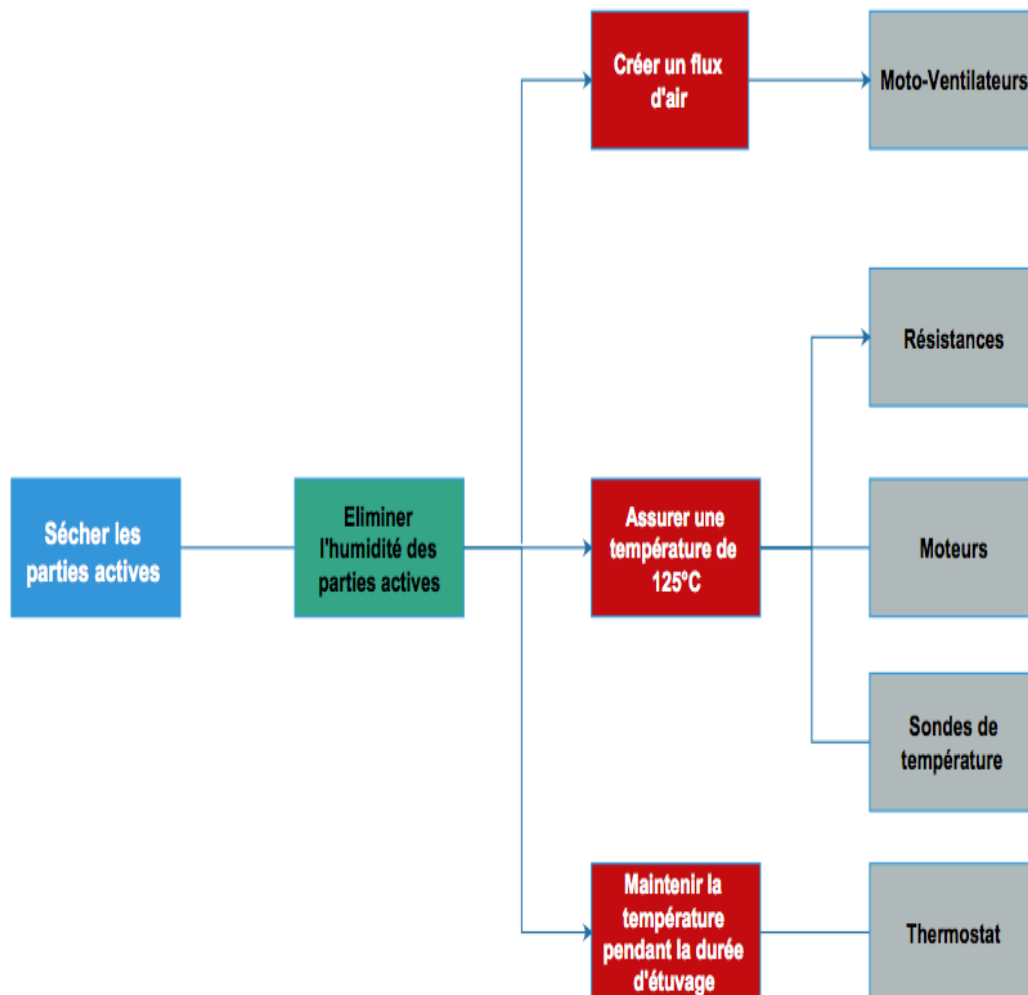 Créer un flux
d'air
Moto-Ventilateurs
Résistances
Sécher les
parties actives
Eliminer
l'humidité des
parties actives
Assurer une
température de
125°C
Moteurs
Sondes de
température
Maintenir la
température
pendant la durée
d'étuvage
Thermostat